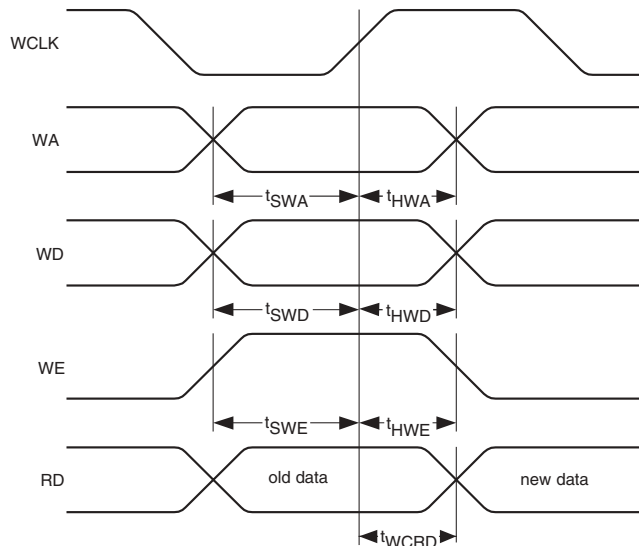 WCLK
WA
tSWA tHWA
WD
tSWD tHWD
WE
tSWE tHWE
RD old data new data
tWCRD